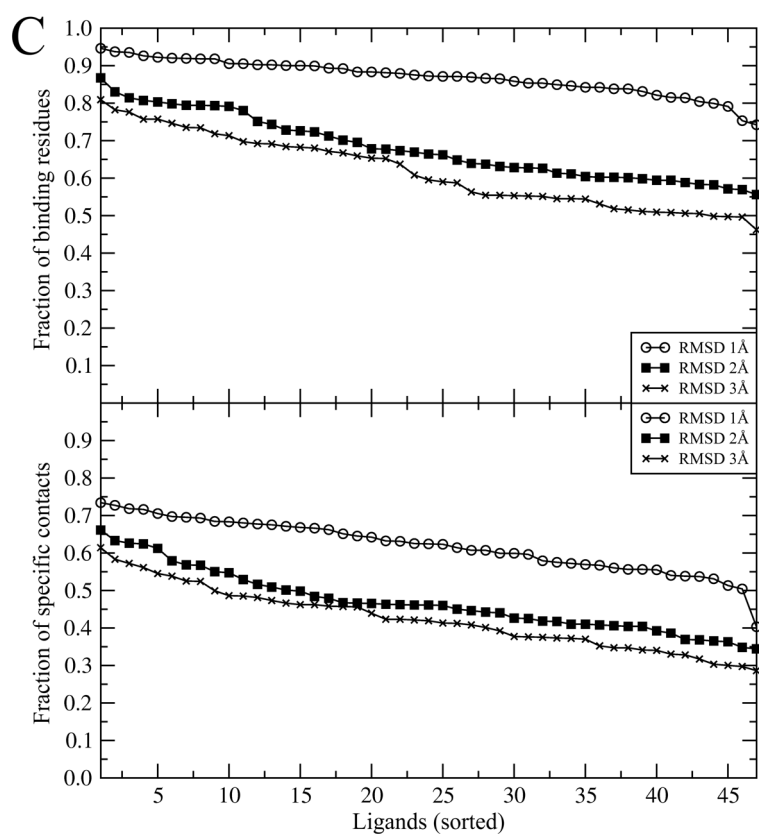 C
Fraction of binding residues
1.0
0.9
0.8
0.7
0.6
0.5
0.4
0.3
0.2
0.1
RMSD 1Å
RMSD 2Å
RMSD 3Å
Fraction of specific contacts
0.9
0.8
0.7
0.6
0.5
0.4
0.3
0.2
0.1
0.0
RMSD 1Å
RMSD 2Å
RMSD 3Å
5 10 15 20 25 30 35 40 45
Ligands (sorted)